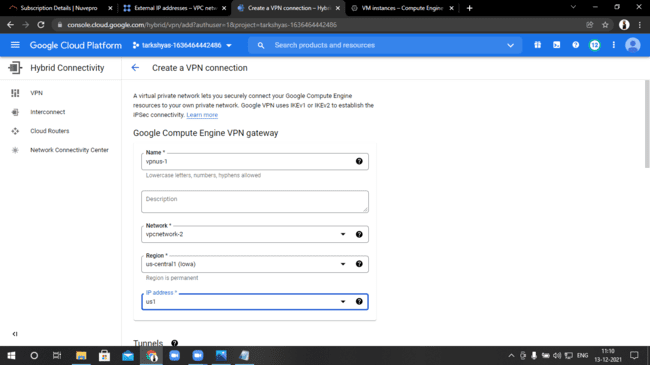 Subscription Details | Nuvepro
External IP addresses – VPC netw
Create a VPN connection – Hybrid
VM instances – Compute Engine
console.cloud.google.com/hybrid/vpn/add?authuser=1&project=tarkshyas-1636464442486
Google Cloud Platform
tarkshyas-1636464442486
Search products and resources
12
Hybrid Connectivity
Create a VPN connection
VPN
Interconnect
Cloud Routers
Network Connectivity Center
A virtual private network lets you securely connect your Google Compute Engine
resources to your own private network. Google VPN uses IKEv1 or IKEv2 to establish the
IPSec connectivity. Learn more
Google Compute Engine VPN gateway
Name *
vpnus-1
Lowercase letters, numbers, hyphens allowed
Description
Network *
vpcnetwork-2
Region *
us-central1 (Iowa)
Region is permanent
IP address *
us1
Tunnels
ENG
11:10
13-12-2021